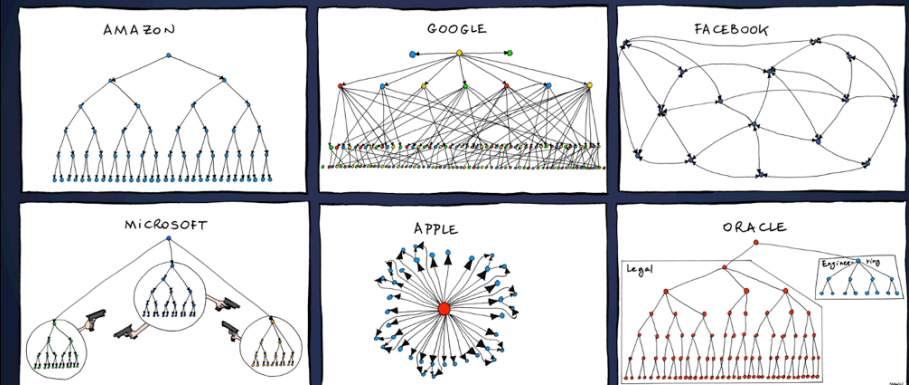 AMAZON
GOOGLE
FACEBOOK
MiCROSOFT
APPLE
ORACLE
Legal
Engineering